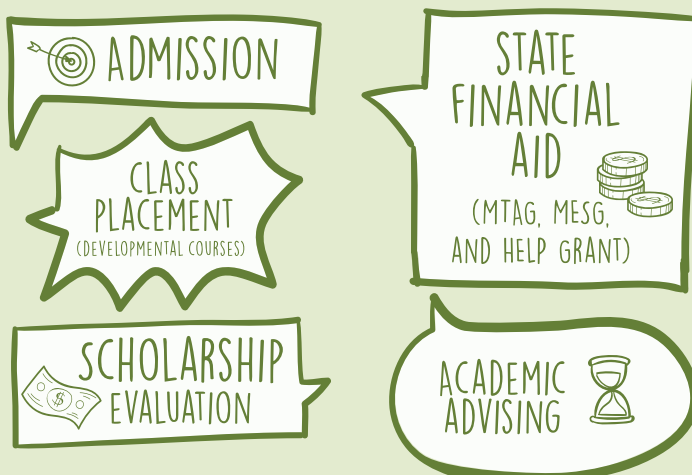 ADMISSION
CLASS
PLACEMENT
(DEVELOPMENTAL COURSES)
SCHOLARSHIP
EVALUATION
STATE
FINANCIAL
AID
(MTAG, MESG,
AND HELP GRANT)
ACADEMIC
ADVISING